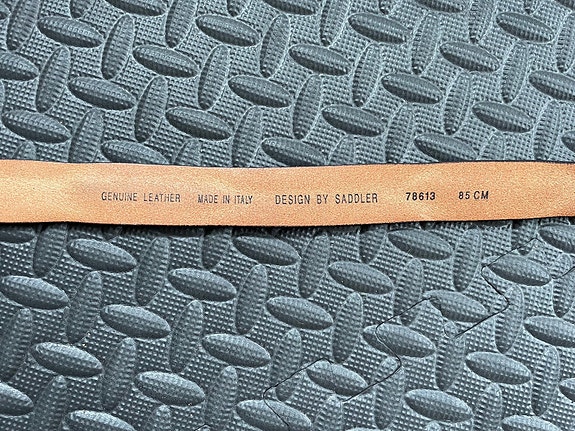 GENUINE LEATHER MADE IN ITALY DESIGN BY SADDLER 78613 85 CM